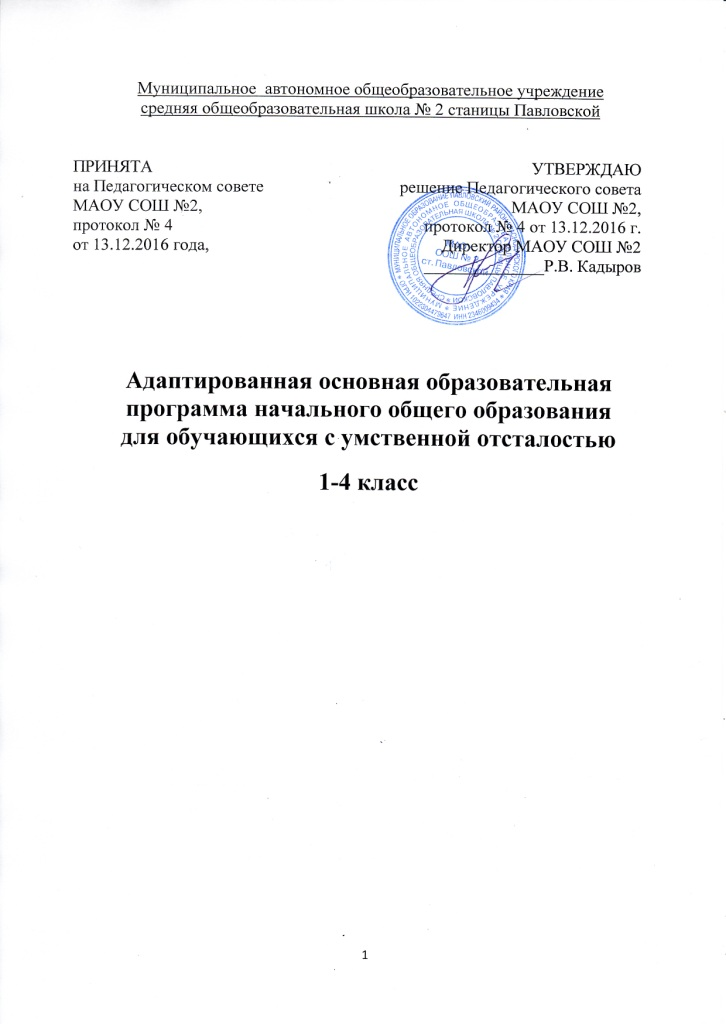 Муниципальное автономное общеобразовательное учреждение
средняя общеобразовательная школа № 2 станицы Павловской
ПРИНЯТА
на Педагогическом совете
МАОУ СОШ №2,
протокол № 4
от 13.12.2016 года,
УТВЕРЖДАЮ
решение Педагогического совета
МАОУ СОШ №2,
протокол № 4 от 13.12.2016 г.
Директор МАОУ СОШ №2
Р.В. Кадыров
Адаптированная основная образовательная
программа начального общего образования
для обучающихся с умственной отсталостью
1-4 класс
1